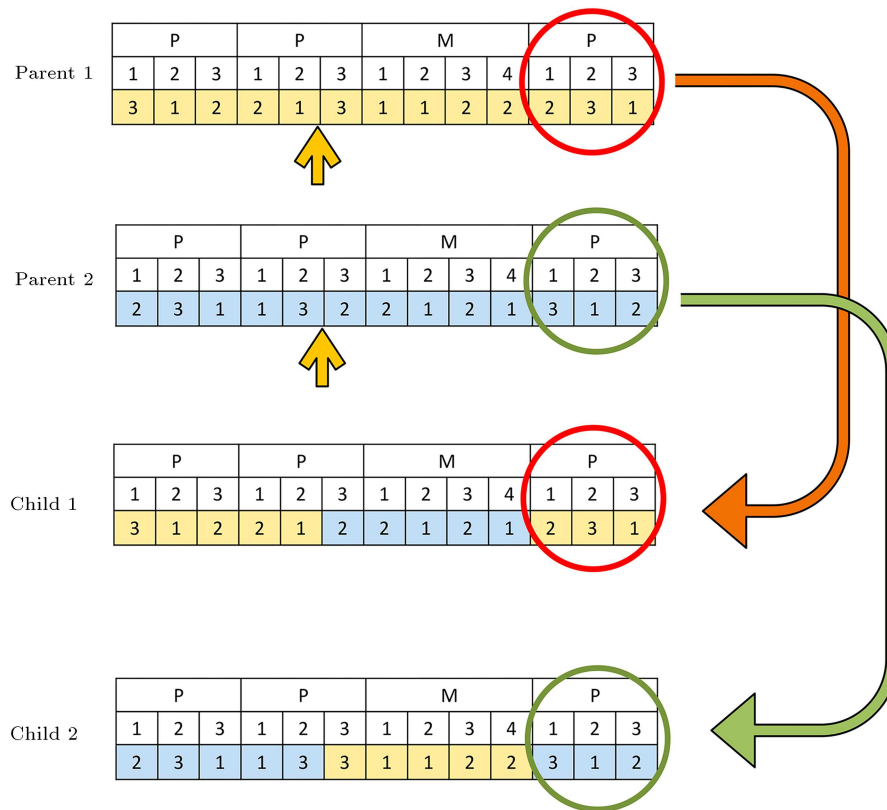 P P M P
Parent 1
1 2 3 1 2 3 1 2 3 4 1 2 3
3 1 2 2 1 3 1 1 2 2 2 3 1
P P M P
Parent 2
1 2 3 1 2 3 1 2 3 4 1 2 3
2 3 1 1 3 2 2 1 2 1 3 1 2
P P M P
Child 1
1 2 3 1 2 3 1 2 3 4 1 2 3
3 1 2 2 1 2 2 1 2 1 2 3 1
P P M P
Child 2
1 2 3 1 2 3 1 2 3 4 1 2 3
2 3 1 1 3 3 1 1 2 2 3 1 2